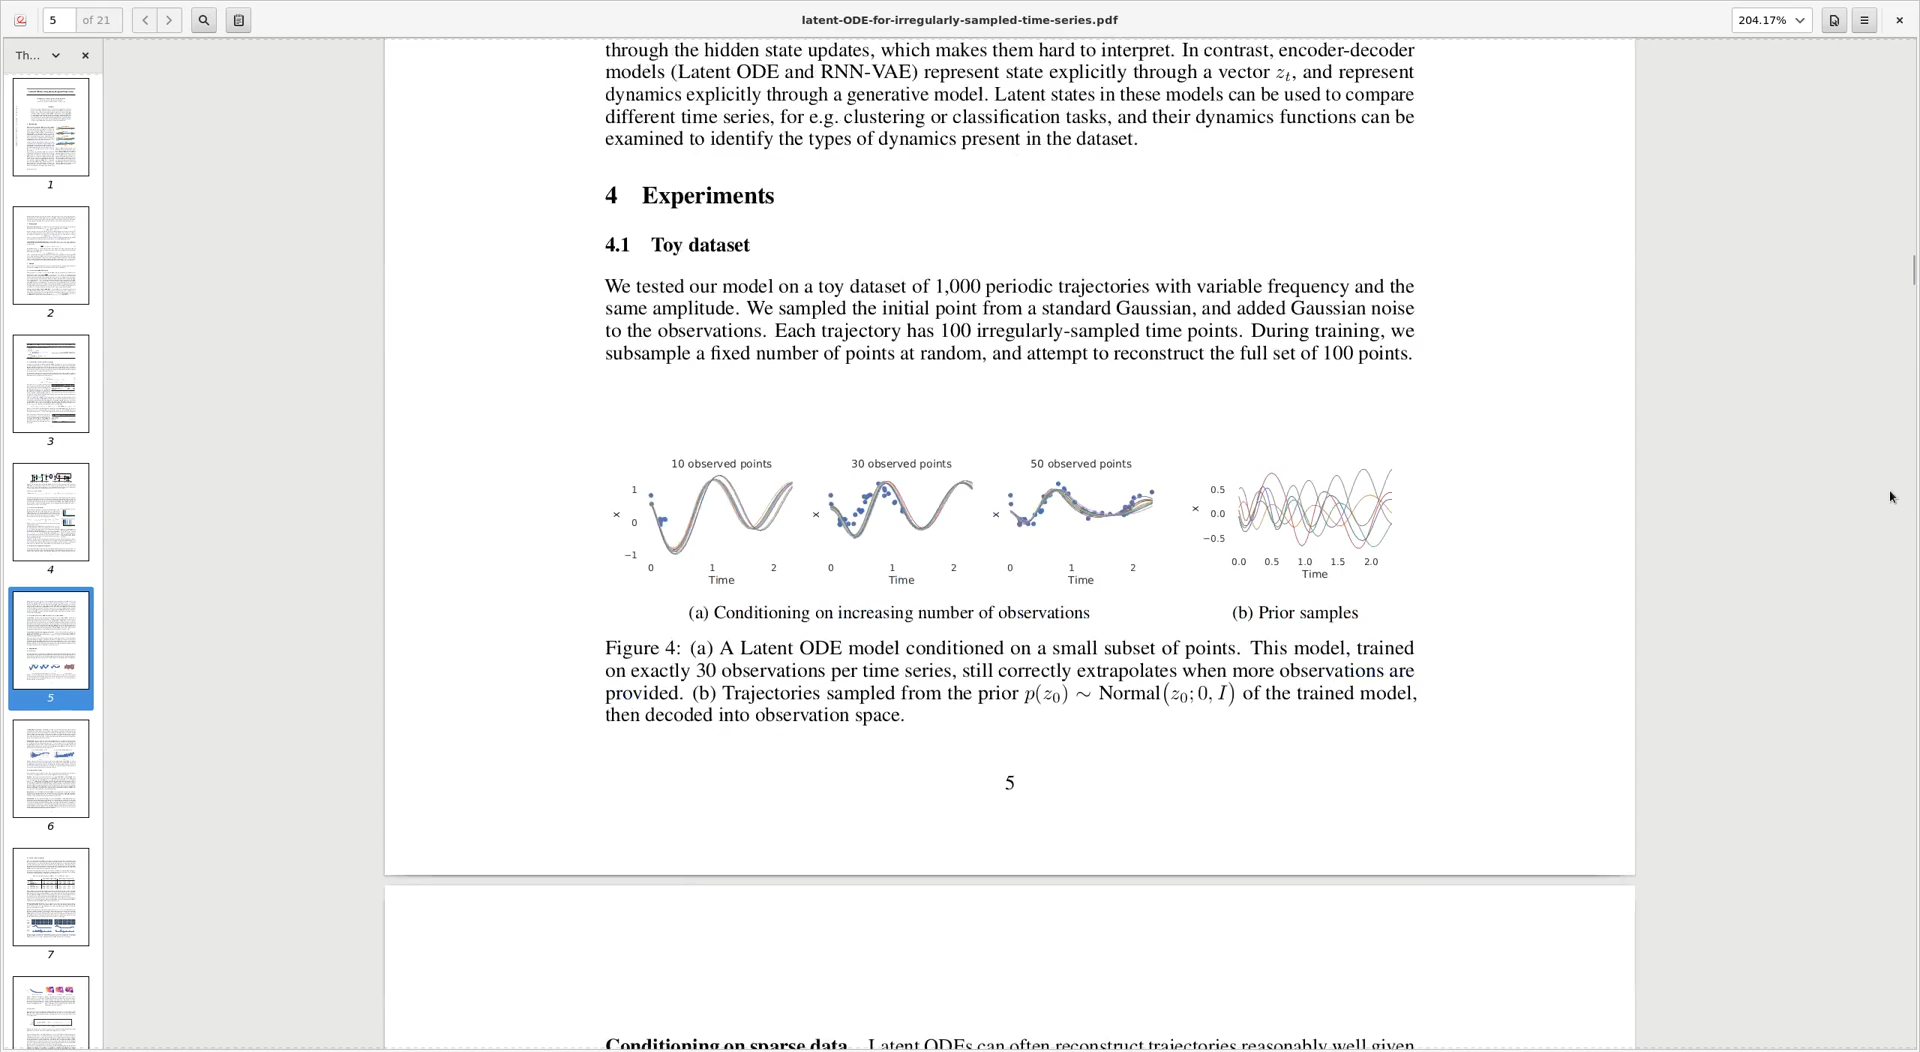 5 of 21
latent-ODE-for-irregularly-sampled-time-series.pdf
204.17%
Th...
1
2
3
4
5
6
7
through the hidden state updates, which makes them hard to interpret. In contrast, encoder-decoder
models (Latent ODE and RNN-VAE) represent state explicitly through a vector zₜ, and represent
dynamics explicitly through a generative model. Latent states in these models can be used to compare
different time series, for e.g. clustering or classification tasks, and their dynamics functions can be
examined to identify the types of dynamics present in the dataset.
4 Experiments
4.1 Toy dataset
We tested our model on a toy dataset of 1,000 periodic trajectories with variable frequency and the
same amplitude. We sampled the initial point from a standard Gaussian, and added Gaussian noise
to the observations. Each trajectory has 100 irregularly-sampled time points. During training, we
subsample a fixed number of points at random, and attempt to reconstruct the full set of 100 points.
10 observed points
x
1
0
−1
0 1 2
Time
30 observed points
x
0 1 2
Time
50 observed points
x
0 1 2
Time
x
0.5
0.0
−0.5
0.0 0.5 1.0 1.5 2.0
Time
(a) Conditioning on increasing number of observations
(b) Prior samples
Figure 4: (a) A Latent ODE model conditioned on a small subset of points. This model, trained
on exactly 30 observations per time series, still correctly extrapolates when more observations are
provided. (b) Trajectories sampled from the prior p(z₀) ∼ Normal(z₀; 0, I) of the trained model,
then decoded into observation space.
5
Conditioning on sparse data Latent ODEs can often reconstruct trajectories reasonably well given